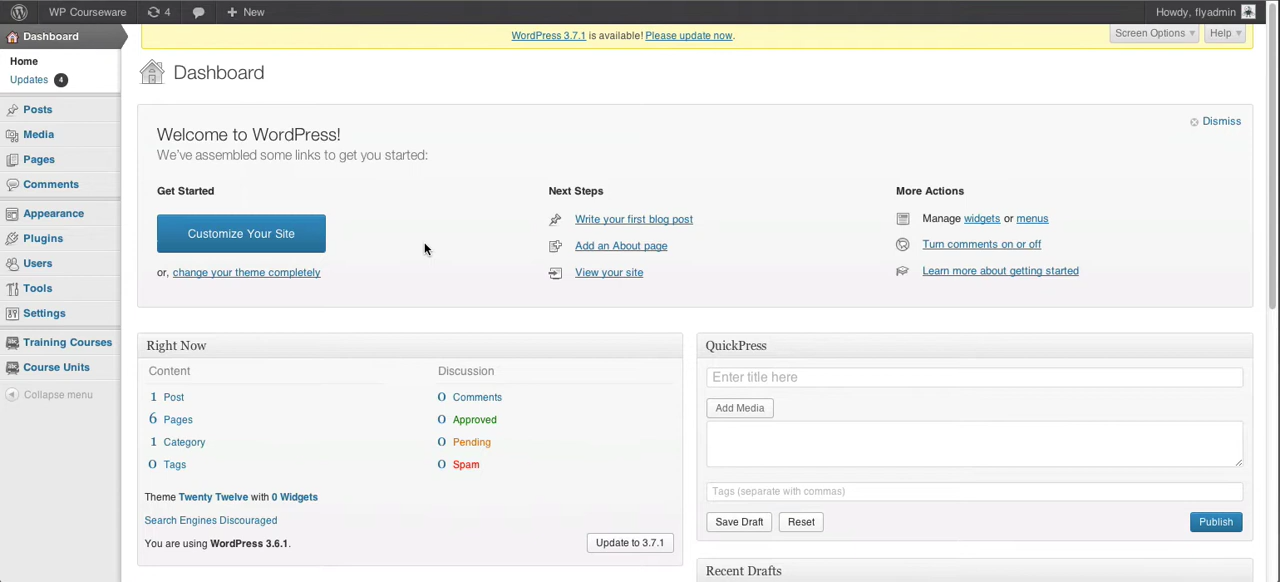 WP Courseware 4 New Howdy, flyadmin
WordPress 3.7.1 is available! Please update now.
Screen Options Help
Dashboard
Home
Updates 4
Posts
Media
Pages
Comments
Appearance
Plugins
Users
Tools
Settings
Training Courses
Course Units
Collapse menu
Dashboard
Welcome to WordPress!
We've assembled some links to get you started:
Dismiss
Get Started
Customize Your Site
or, change your theme completely
Next Steps
Write your first blog post
Add an About page
View your site
More Actions
Manage widgets or menus
Turn comments on or off
Learn more about getting started
Right Now
Content
1 Post
6 Pages
1 Category
0 Tags
Discussion
0 Comments
0 Approved
0 Pending
0 Spam
Theme Twenty Twelve with 0 Widgets
Search Engines Discouraged
You are using WordPress 3.6.1.
Update to 3.7.1
QuickPress
Enter title here
Add Media
Tags (separate with commas)
Save Draft Reset Publish
Recent Drafts